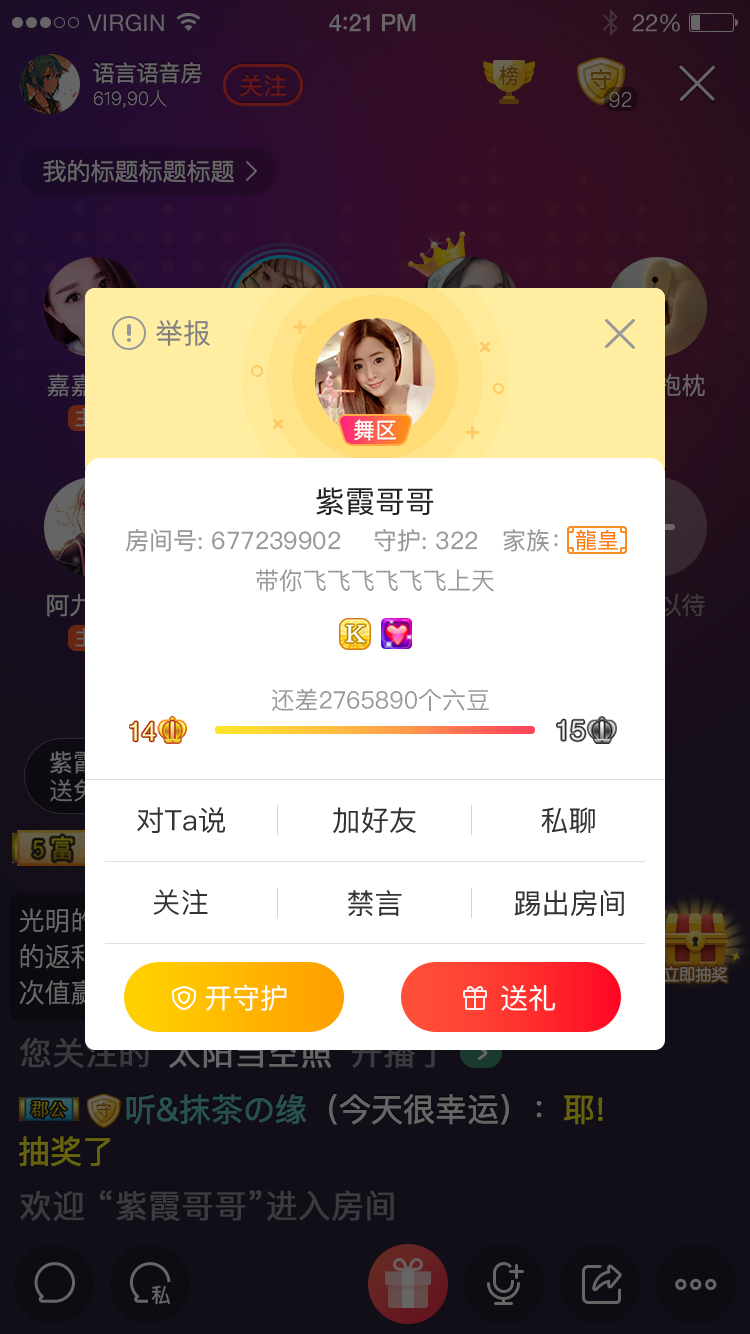 VIRGIN 4:21 PM 22%
语言语音房
619,90人
关注
榜
守
92
我的标题标题标题
举报
嘉嘉
抱枕
舞区
紫霞哥哥
房间号: 677239902 守护: 322 家族: 龍皇
带你飞飞飞飞飞飞上天
阿力
以待
K
还差2765890个六豆
14 15
紫霞
送免
对Ta说 加好友 私聊
5富
关注 禁言 踢出房间
光明的
的返利
次值赢
立即抽奖
开守护 送礼
您关注的 太阳当空照 开播了
郡公 守 听&抹茶の缘（今天很幸运）：耶!
抽奖了
欢迎 “紫霞哥哥”进入房间
私